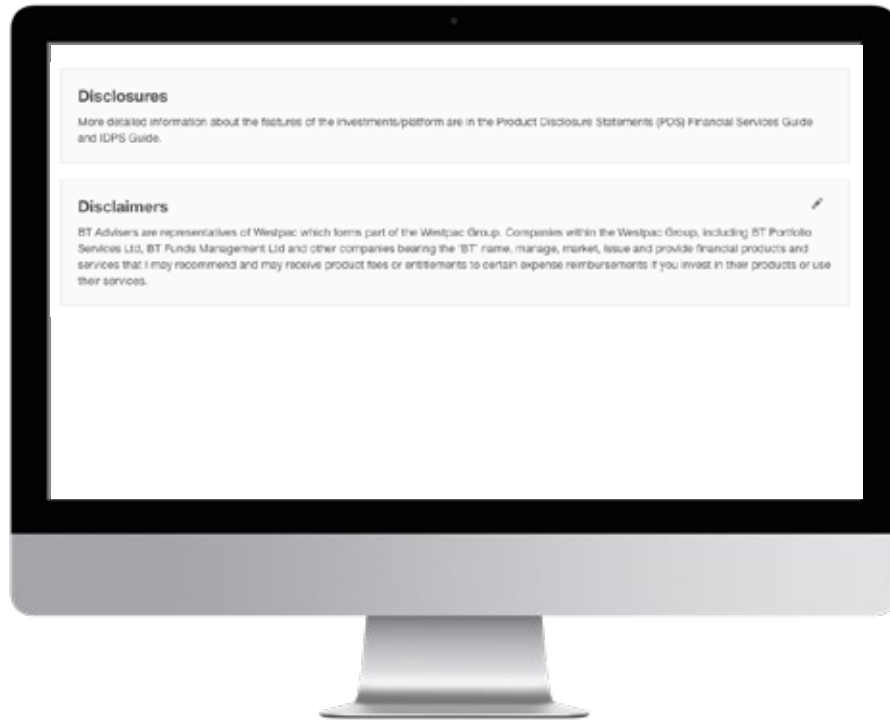 Disclosures
More detailed information about the features of the investments/platform are in the Product Disclosure Statements (PDS) Financial Services Guide
and IDPS Guide.
Disclaimers
BT Advisers are representatives of Westpac which forms part of the Westpac Group. Companies within the Westpac Group, including BT Portfolio
Services Ltd, BT Funds Management Ltd and other companies bearing the 'BT' name, manage, market, issue and provide financial products and
services that I may recommend and may receive product fees or entitlements to certain expense reimbursements if you invest in their products or use
their services.